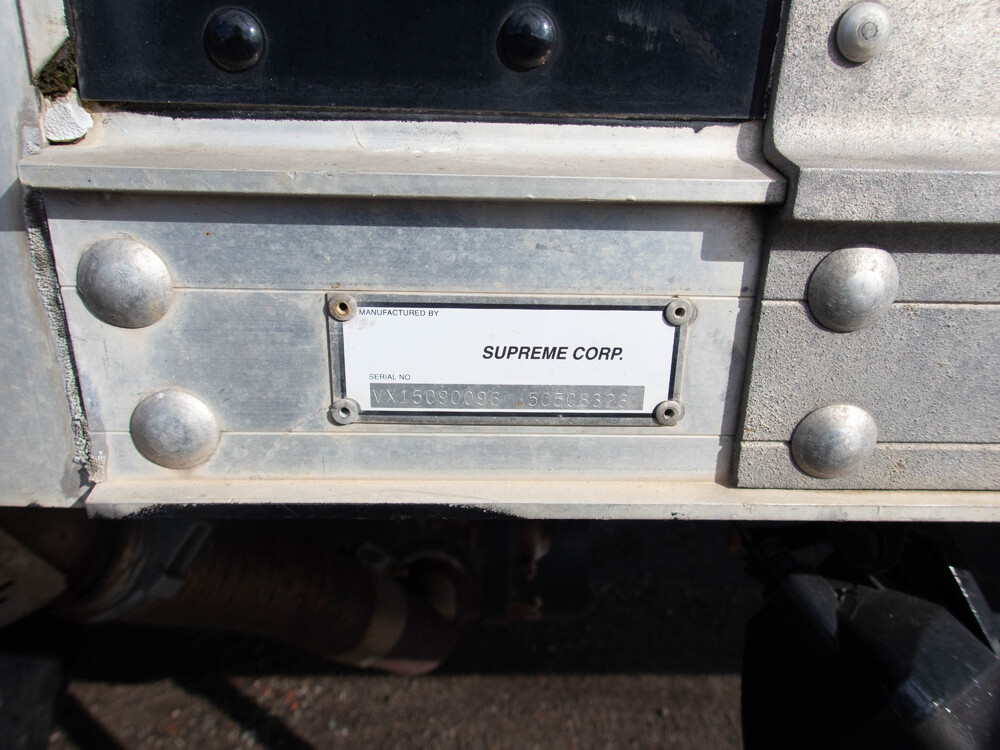 MANUFACTURED BY
SUPREME CORP.
SERIAL NO.
VX15090096 50508326